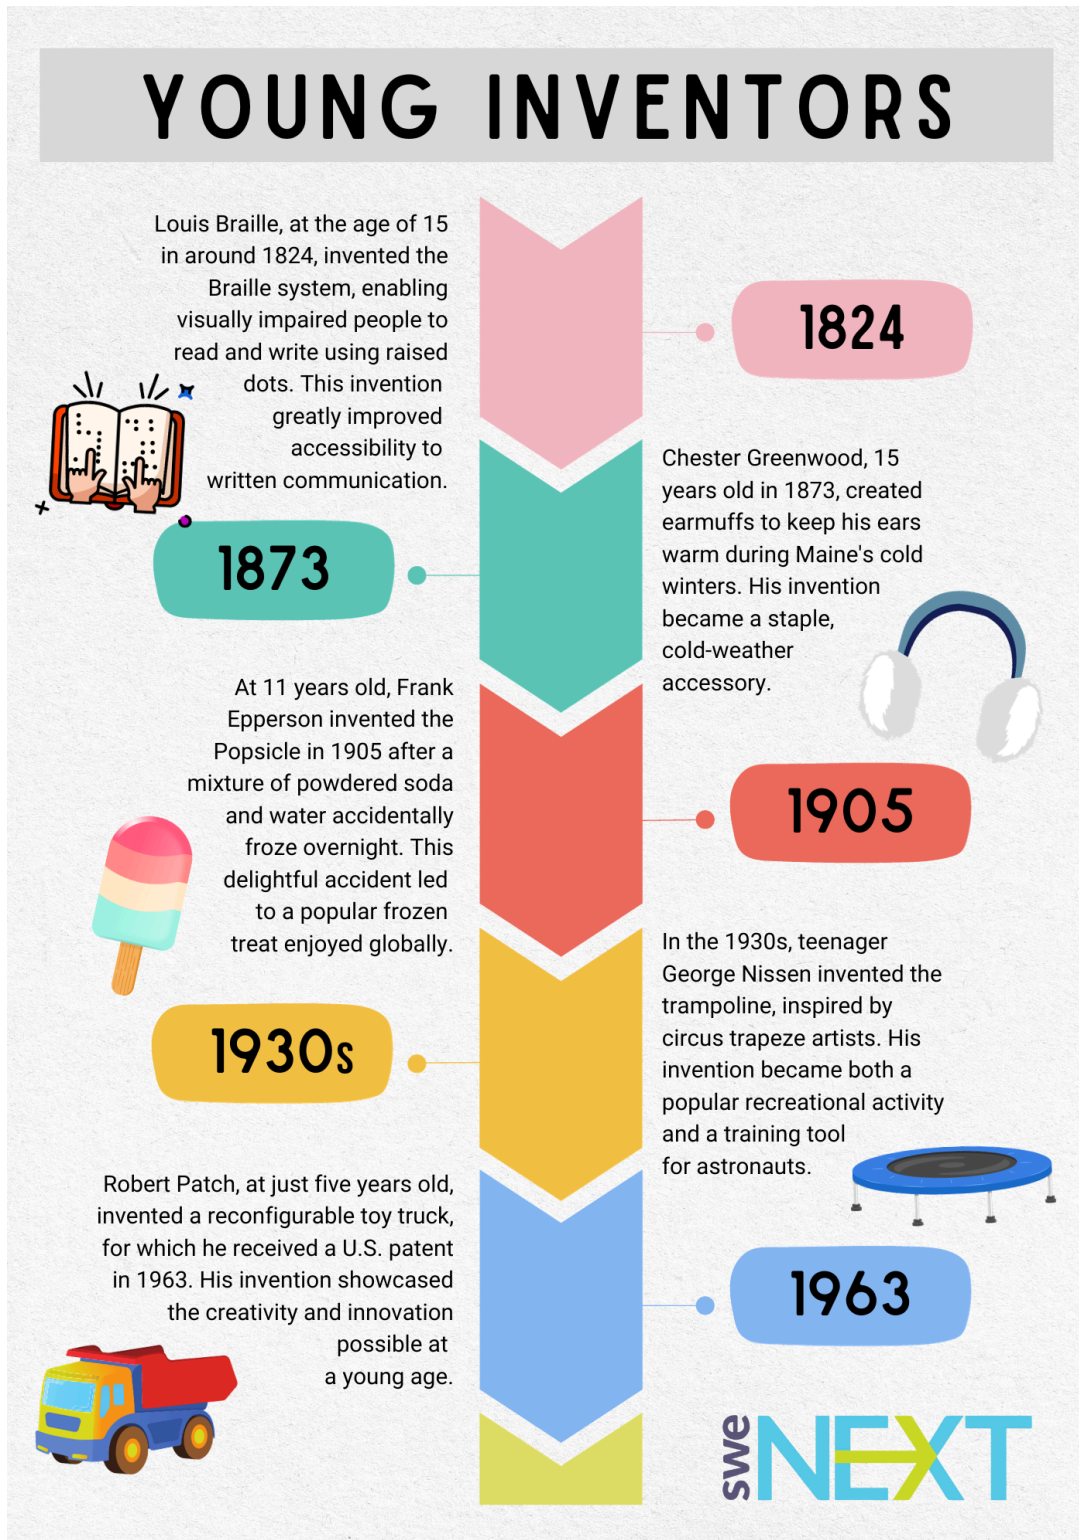 YOUNG INVENTORS
Louis Braille, at the age of 15
in around 1824, invented the
Braille system, enabling
visually impaired people to
read and write using raised
dots. This invention
greatly improved
accessibility to
written communication.
1824
Chester Greenwood, 15
years old in 1873, created
earmuffs to keep his ears
warm during Maine's cold
winters. His invention
became a staple,
cold-weather
accessory.
1873
At 11 years old, Frank
Epperson invented the
Popsicle in 1905 after a
mixture of powdered soda
and water accidentally
froze overnight. This
delightful accident led
to a popular frozen
treat enjoyed globally.
1905
In the 1930s, teenager
George Nissen invented the
trampoline, inspired by
circus trapeze artists. His
invention became both a
popular recreational activity
and a training tool
for astronauts.
1930s
Robert Patch, at just five years old,
invented a reconfigurable toy truck,
for which he received a U.S. patent
in 1963. His invention showcased
the creativity and innovation
possible at
a young age.
1963
swe NEXT